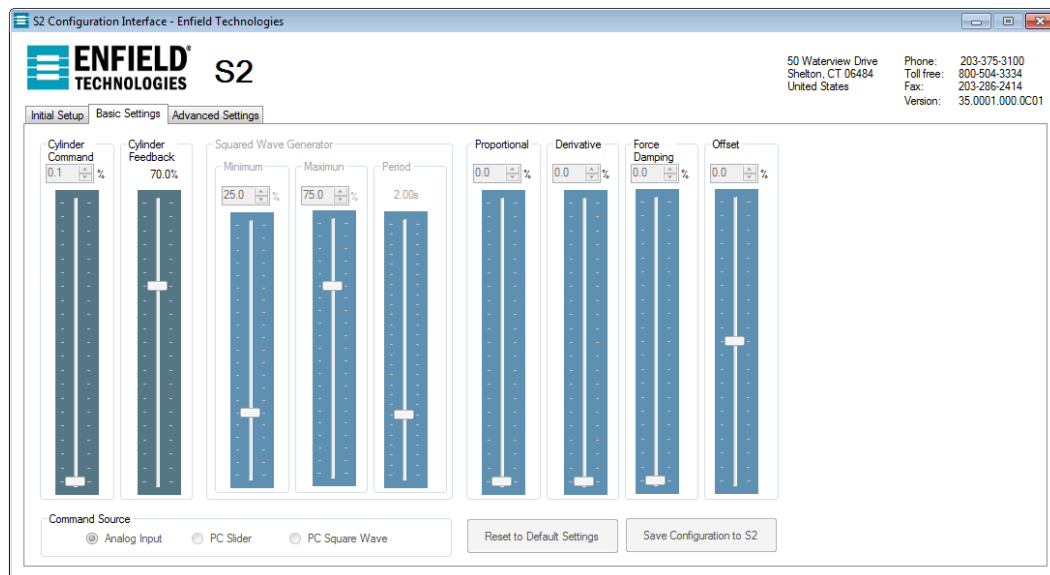 S2 Configuration Interface - Enfield Technologies
ENFIELD®
TECHNOLOGIES
S2
50 Waterview Drive
Shelton, CT 06484
United States
Phone: 203-375-3100
Toll free: 800-504-3334
Fax: 203-286-2414
Version: 35.0001.000.0C01
Initial Setup
Basic Settings
Advanced Settings
Cylinder
Command
0.1 %
Cylinder
Feedback
70.0%
Squared Wave Generator
Minimum
25.0 %
Maximun
75.0 %
Period
2.00s
Proportional
0.0 %
Derivative
0.0 %
Force
Damping
0.0 %
Offset
0.0 %
Command Source
Analog Input
PC Slider
PC Square Wave
Reset to Default Settings
Save Configuration to S2